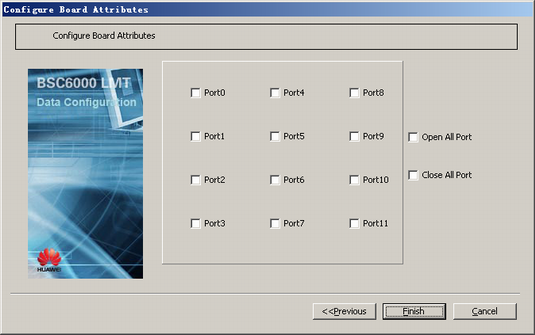 Configure Board Attributes
Configure Board Attributes
BSC6000 LMT
Data Configuration
HUAWEI
Port0 Port4 Port8
Port1 Port5 Port9 Open All Port
Port2 Port6 Port10 Close All Port
Port3 Port7 Port11
<<Previous Finish Cancel